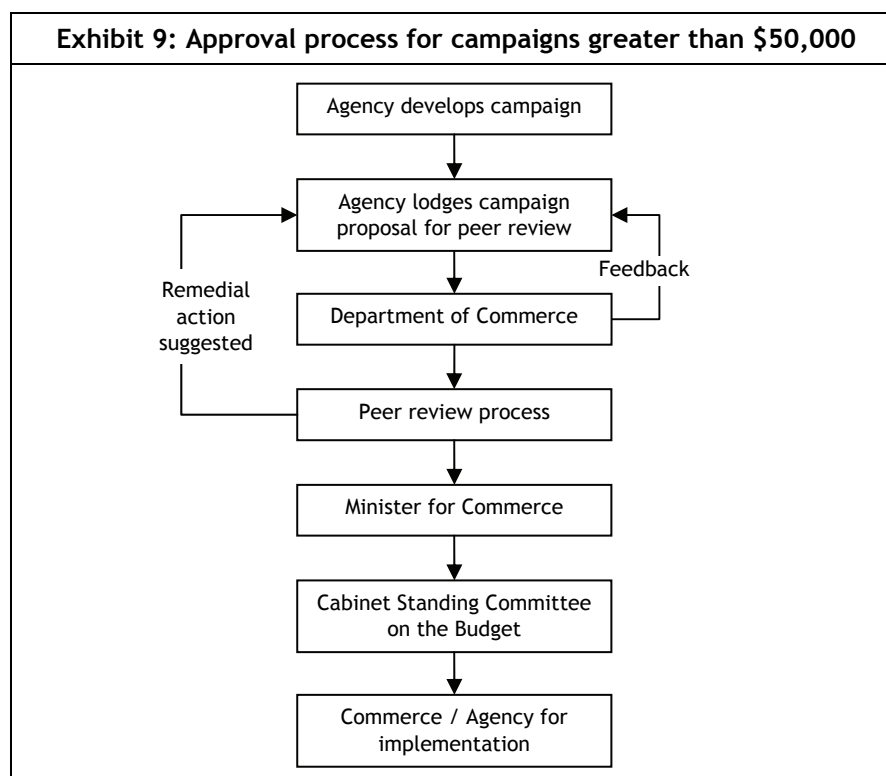 Exhibit 9: Approval process for campaigns greater than $50,000
Agency develops campaign
Agency lodges campaign
proposal for peer review
Feedback
Remedial
action
suggested
Department of Commerce
Peer review process
Minister for Commerce
Cabinet Standing Committee
on the Budget
Commerce / Agency for
implementation